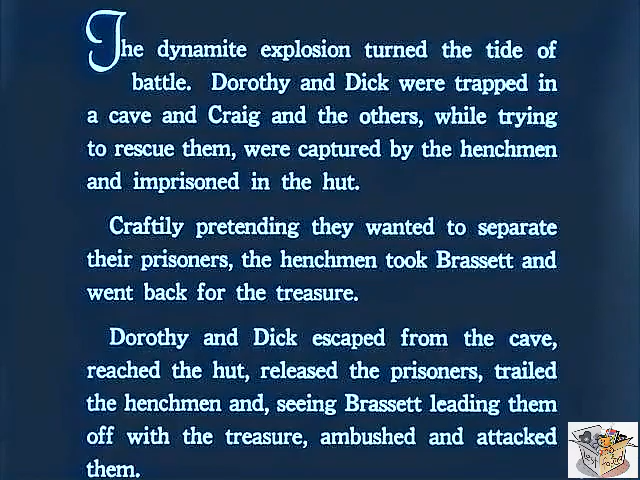 The dynamite explosion turned the tide of
battle. Dorothy and Dick were trapped in
a cave and Craig and the others, while trying
to rescue them, were captured by the henchmen
and imprisoned in the hut.
Craftily pretending they wanted to separate
their prisoners, the henchmen took Brassett and
went back for the treasure.
Dorothy and Dick escaped from the cave,
reached the hut, released the prisoners, trailed
the henchmen and, seeing Brassett leading them
off with the treasure, ambushed and attacked
them.